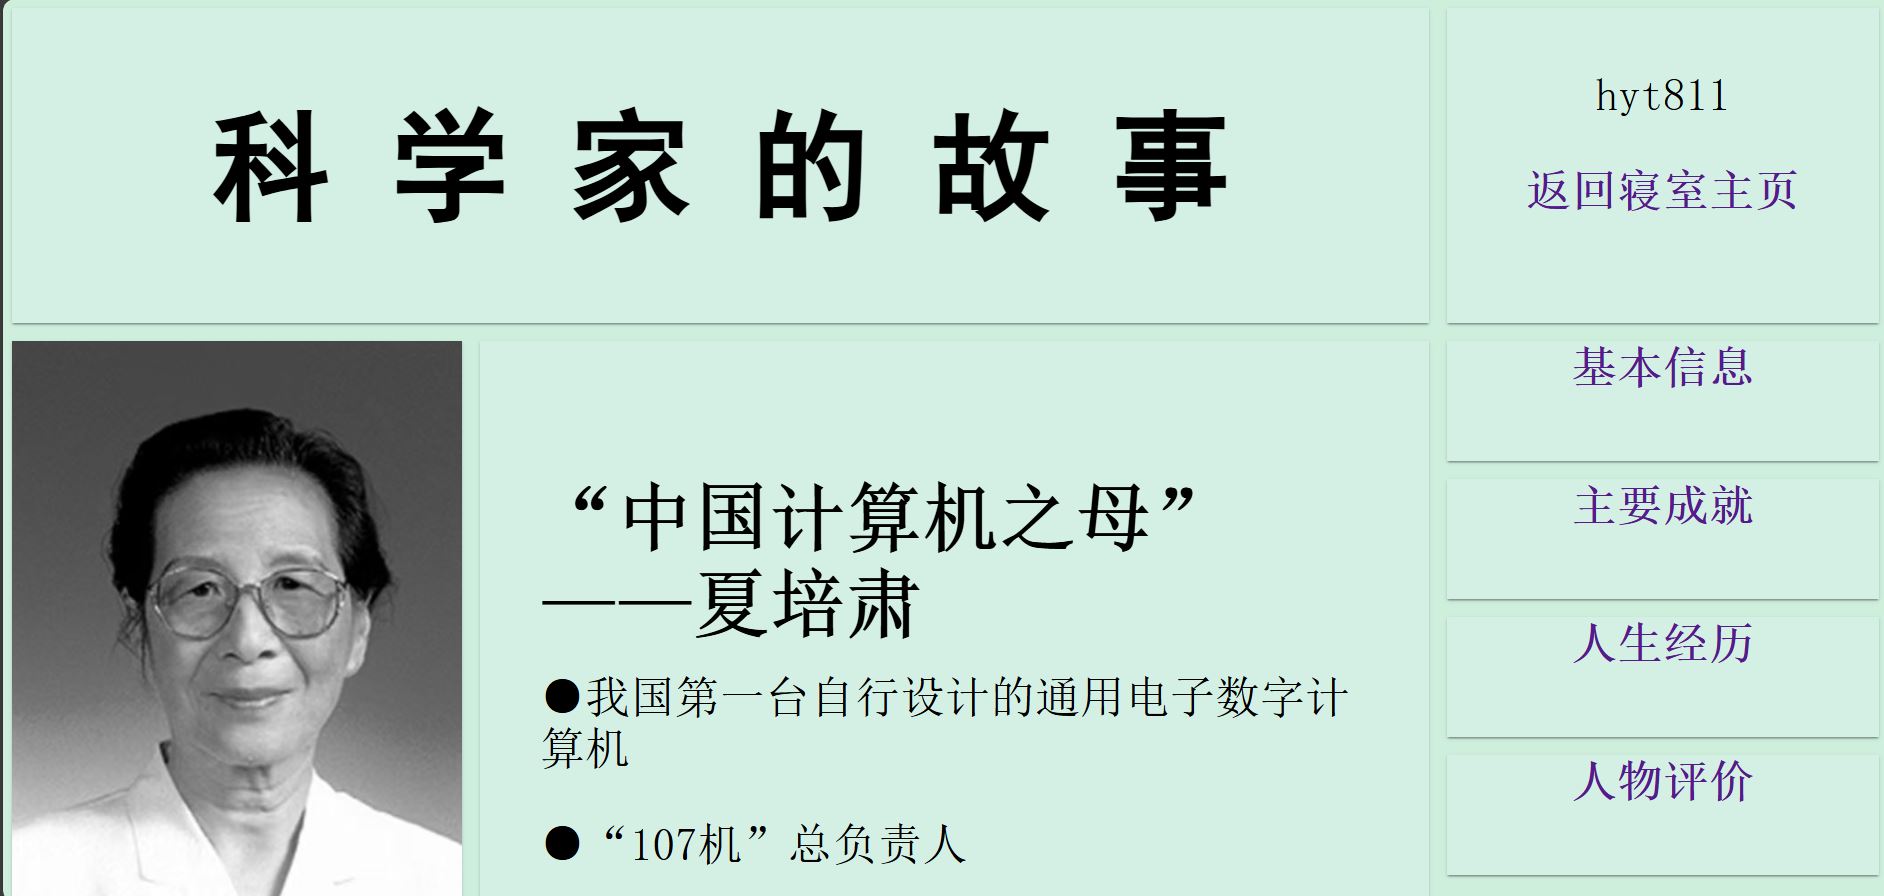 科学家的故事
hyt811
返回寝室主页
“中国计算机之母”
——夏培肃
●我国第一台自行设计的通用电子数字计
算机
●“107机”总负责人
基本信息
主要成就
人生经历
人物评价